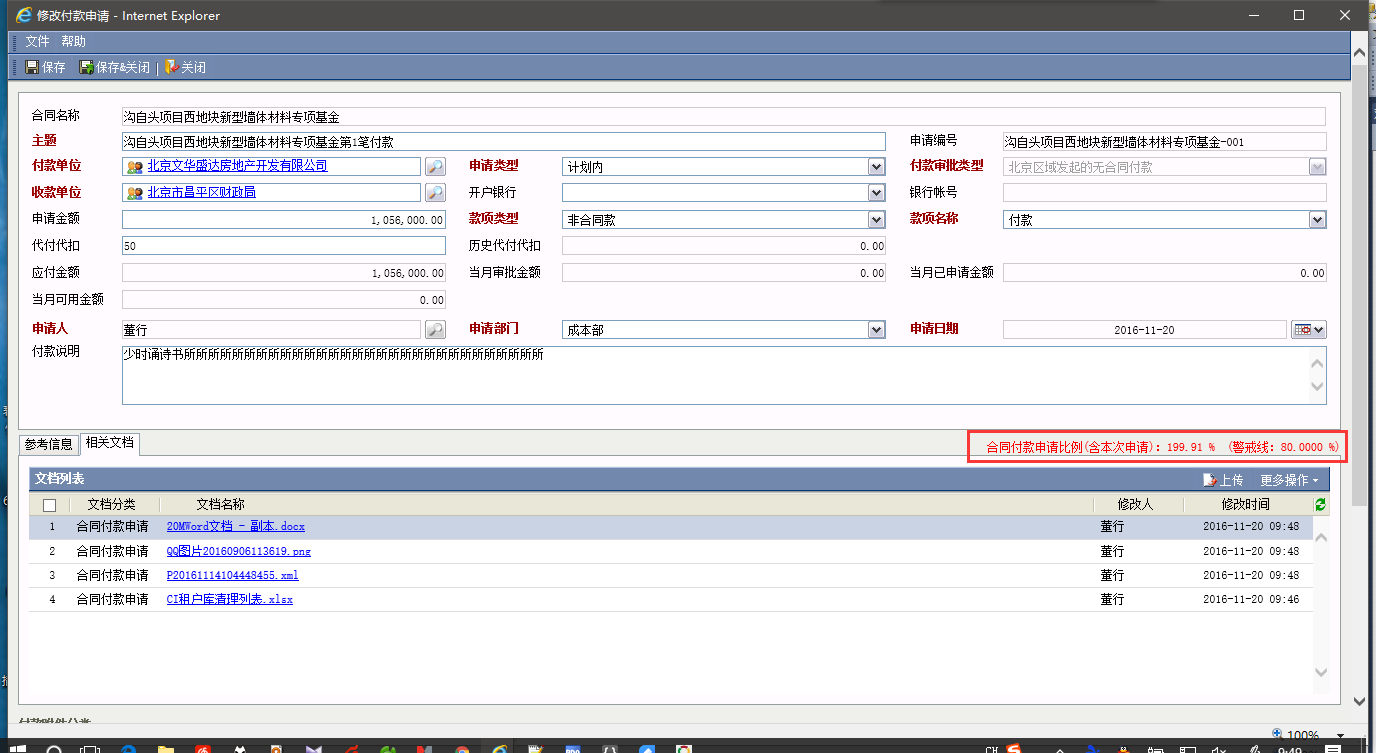 修改付款申请 - Internet Explorer
文件 帮助
保存 保存&关闭 关闭
合同名称 沟自头项目西地块新型墙体材料专项基金
主题 沟自头项目西地块新型墙体材料专项基金第1笔付款 申请编号 沟自头项目西地块新型墙体材料专项基金-001
付款单位 北京文华盛达房地产开发有限公司 申请类型 计划内 付款审批类型 北京区域发起的无合同付款
收款单位 北京市昌平区财政局 开户银行 银行帐号
申请金额 1,056,000.00 款项类型 非合同款 款项名称 付款
代付代扣 50 历史代付代扣 0.00
应付金额 1,056,000.00 当月审批金额 0.00 当月已申请金额 0.00
当月可用金额 0.00
申请人 董行 申请部门 成本部 申请日期 2016-11-20
付款说明 少时诵诗书所所所所所所所所所所所所所所所所所所所所所所所所所所所所所所
参考信息 相关文档 合同付款申请比例(含本次申请): 199.91 % (警戒线: 80.0000 %)
文档列表 上传 更多操作
文档分类 文档名称 修改人 修改时间
1 合同付款申请 20MWord文档 - 副本.docx 董行 2016-11-20 09:48
2 合同付款申请 QQ图片20160906113619.png 董行 2016-11-20 09:48
3 合同付款申请 P20161114104448455.xml 董行 2016-11-20 09:48
4 合同付款申请 CI租户库清理列表.xlsx 董行 2016-11-20 09:46
100%